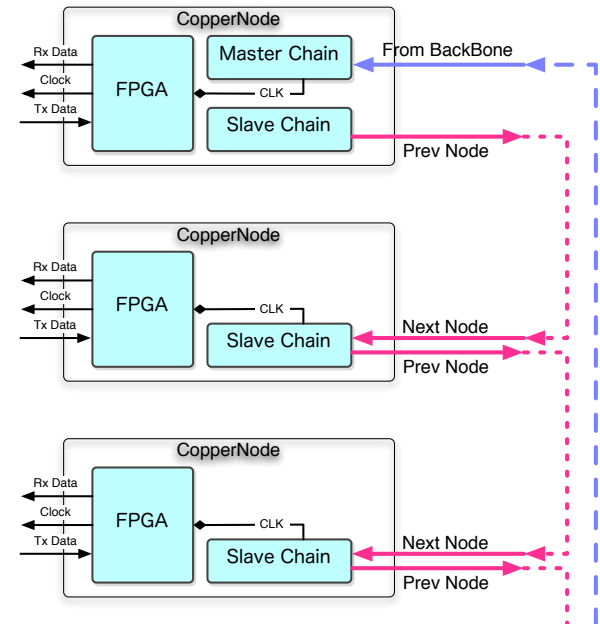 CopperNode
Rx Data
Master Chain
From BackBone
Clock
FPGA
CLK
Tx Data
Slave Chain
Prev Node
CopperNode
Rx Data
Clock
FPGA
CLK
Tx Data
Slave Chain
Next Node
Prev Node
CopperNode
Rx Data
Clock
FPGA
CLK
Tx Data
Slave Chain
Next Node
Prev Node